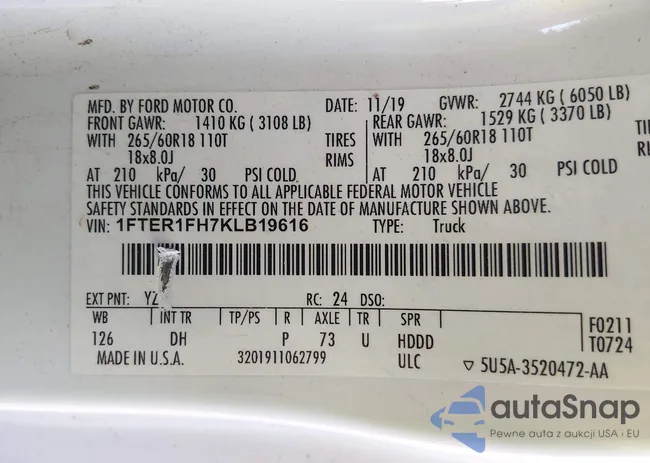 MFD. BY FORD MOTOR CO. DATE: 11/19 GVWR: 2744 KG ( 6050 LB)
FRONT GAWR: 1410 KG ( 3108 LB) REAR GAWR: 1529 KG ( 3370 LB)
WITH 265/60R18 110T TIRES WITH 265/60R18 110T TI
18x8.0J RIMS 18x8.0J RI
AT 210 kPa/ 30 PSI COLD AT 210 kPa/ 30 PSI COLD
THIS VEHICLE CONFORMS TO ALL APPLICABLE FEDERAL MOTOR VEHICLE
SAFETY STANDARDS IN EFFECT ON THE DATE OF MANUFACTURE SHOWN ABOVE.
VIN: 1FTER1FH7KLB19616 TYPE: Truck
EXT PNT: YZ RC: 24 DSO:
WB INT TR TP/PS R AXLE TR SPR
126 DH P 73 U HDDD
F0211
T0724
MADE IN U.S.A. 3201911062799 ULC ▽ 5U5A-3520472-AA
autaSnap
Pewne auta z aukcji USA i EU